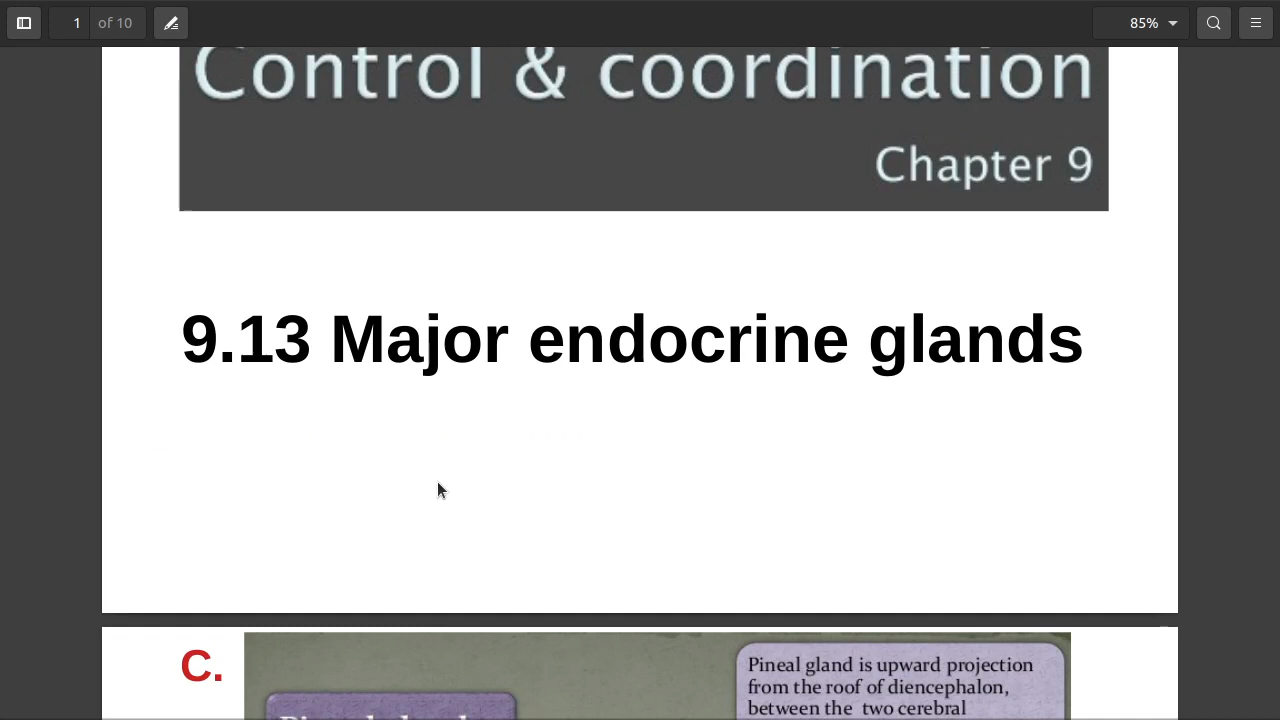 1 of 10
85%
Control & coordination
Chapter 9
9.13 Major endocrine glands
C.
Pineal gland is upward projection
from the roof of diencephalon,
between the two cerebral